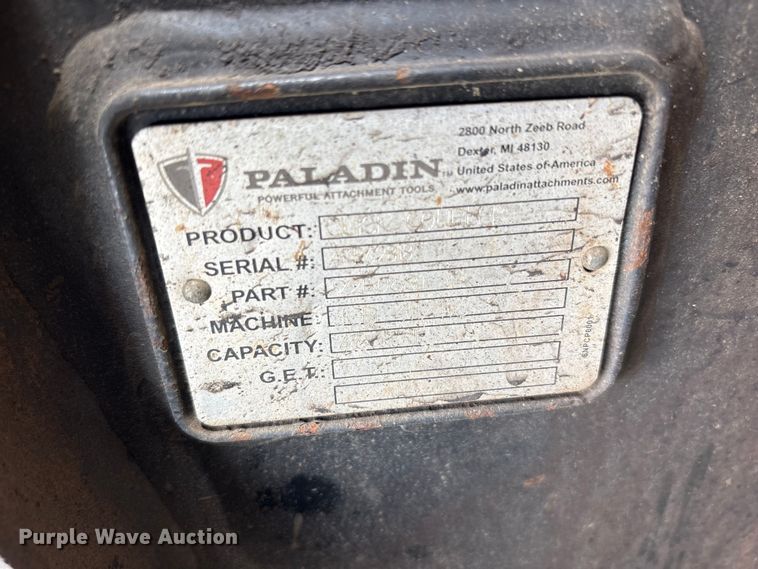 2800 North Zeeb Road
Dexter, MI 48130
United States of America
www.paladinattachments.com
PALADIN TM
POWERFUL ATTACHMENT TOOLS
PRODUCT:
SERIAL #:
PART #:
MACHINE
CAPACITY:
G.E.T.
Purple Wave Auction